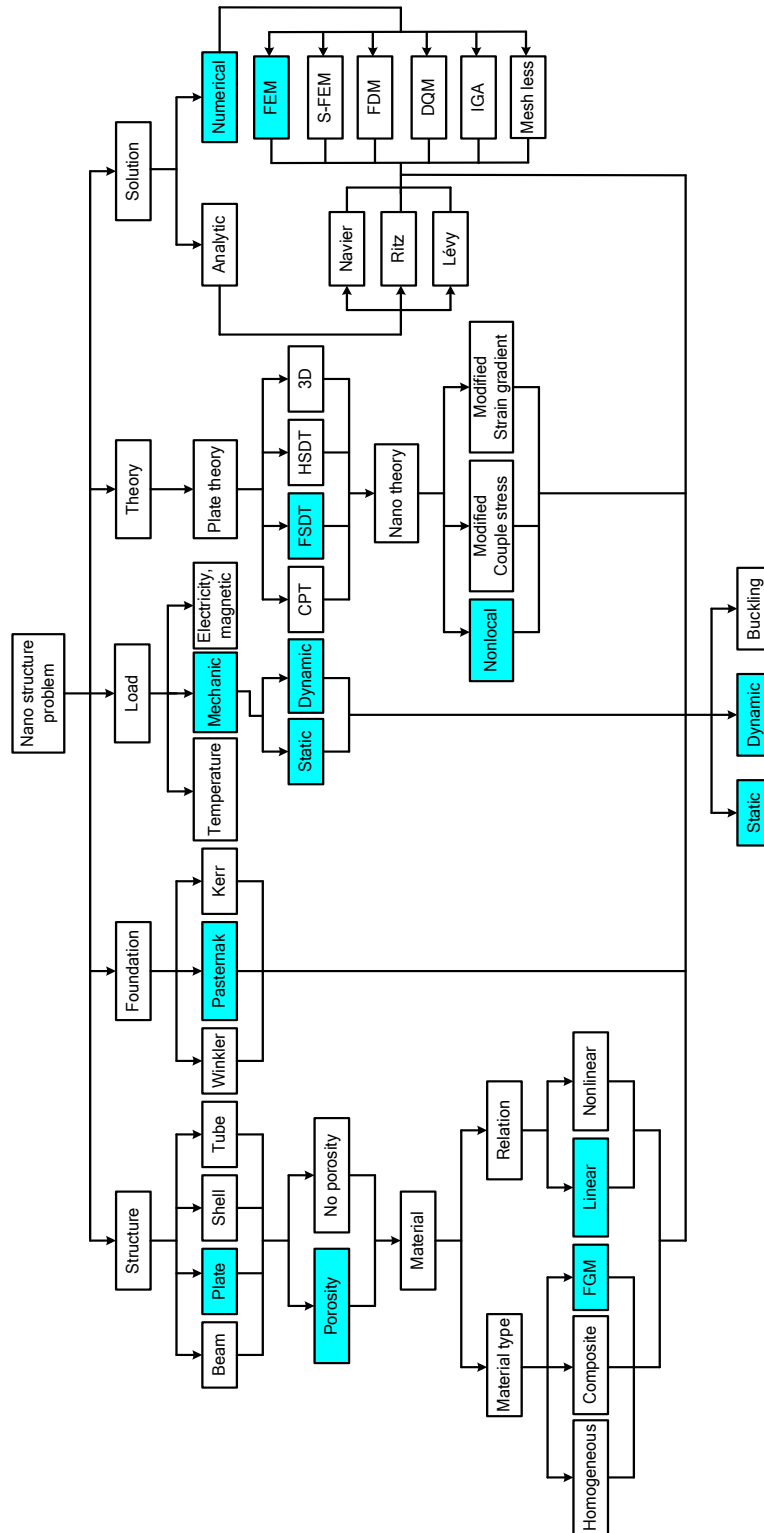 Nano structure
problem
Structure
Foundation
Load
Theory
Solution
Beam
Plate
Shell
Tube
Winkler
Pasternak
Kerr
Temperature
Mechanic
Electricity,
magnetic
Plate theory
Analytic
Numerical
Porosity
No porosity
Static
Dynamic
CPT
FSDT
HSDT
3D
FEM
S-FEM
FDM
DQM
IGA
Mesh less
Navier
Ritz
Lévy
Material
Nano theory
Material type
Relation
Nonlocal
Modified
Couple stress
Modified
Strain gradient
Homogeneous
Composite
FGM
Linear
Nonlinear
Static
Dynamic
Buckling